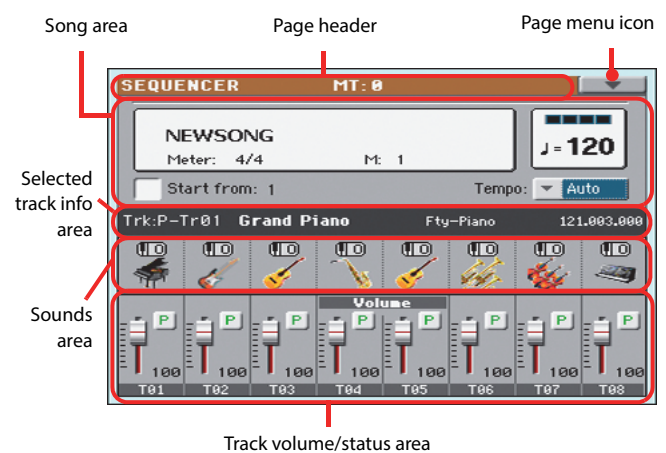 Song area
Page header
Page menu icon
SEQUENCER MT: 0
NEWSONG
Meter: 4/4 M: 1
♩ = 120
Start from: 1 Tempo: Auto
Selected
track info
area
Trk:P-Tr01 Grand Piano Fty-Piano 121.003.000
Sounds
area
Volume
P P P P P P P P
100 100 100 100 100 100 100 100
T01 T02 T03 T04 T05 T06 T07 T08
Track volume/status area